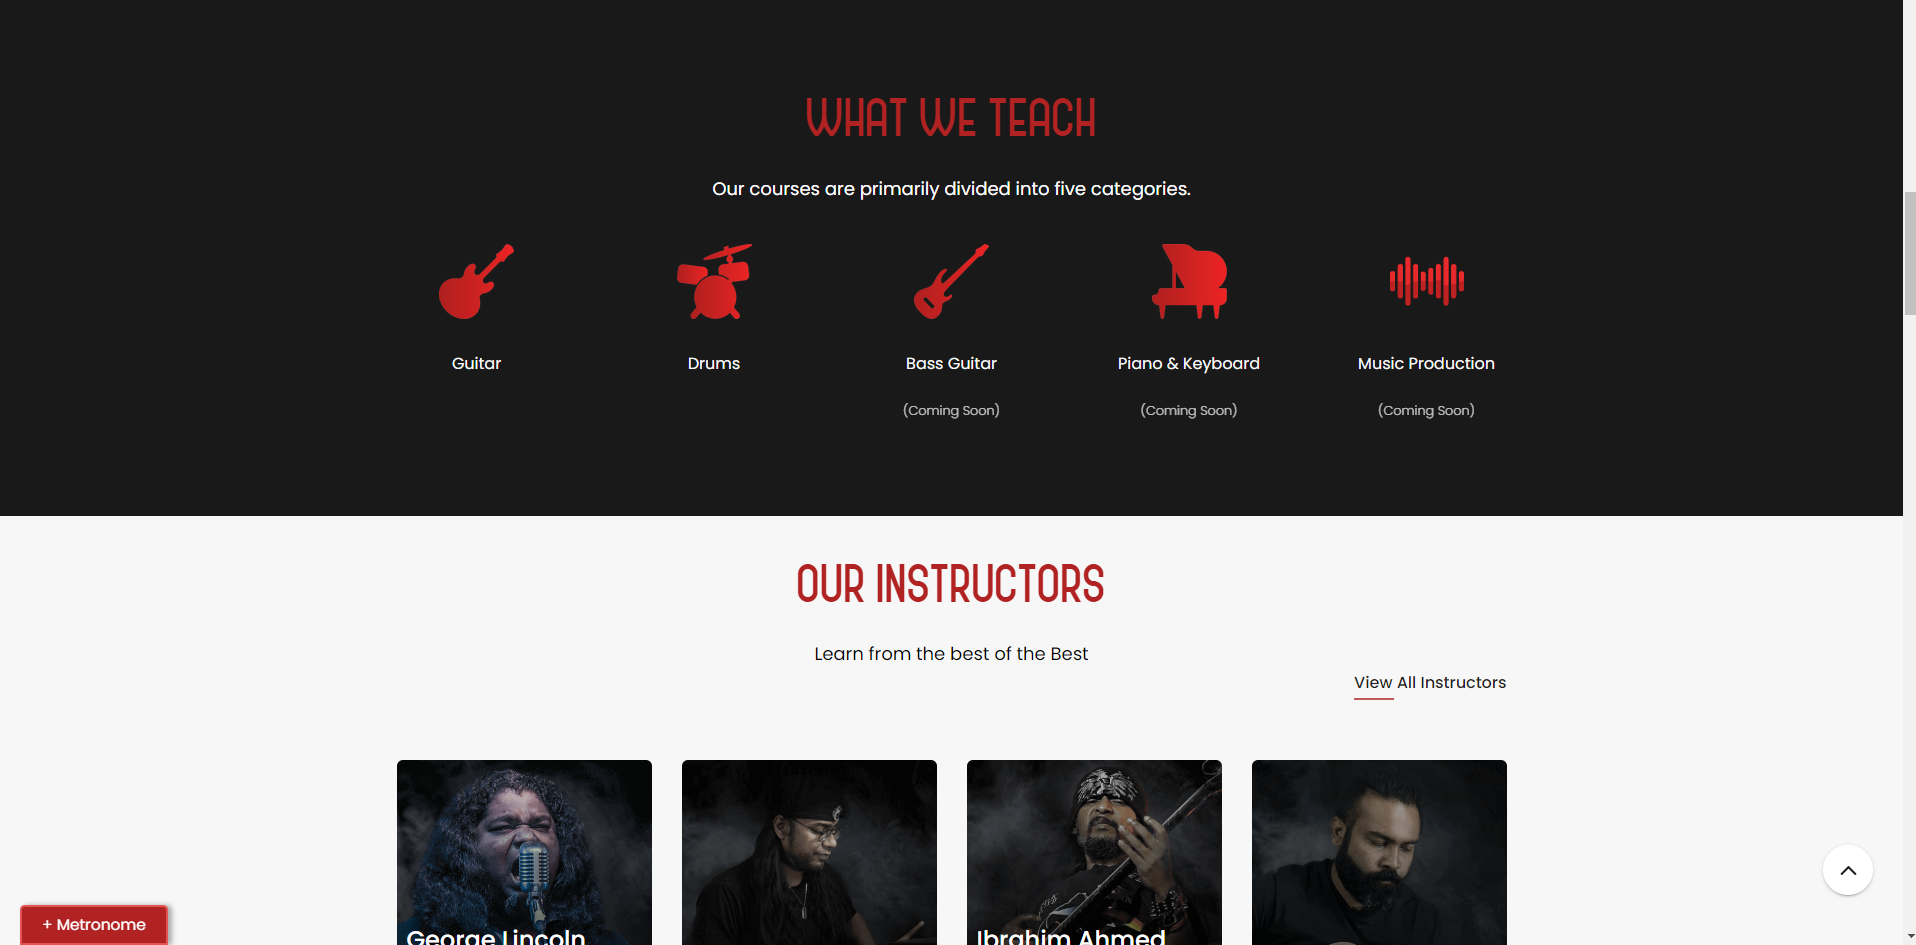 WHAT WE TEACH
Our courses are primarily divided into five categories.
Guitar
Drums
Bass Guitar
Piano & Keyboard
Music Production
(Coming Soon)
(Coming Soon)
(Coming Soon)
OUR INSTRUCTORS
Learn from the best of the Best
View All Instructors
George Lincoln
Ibrahim Ahmed
+ Metronome